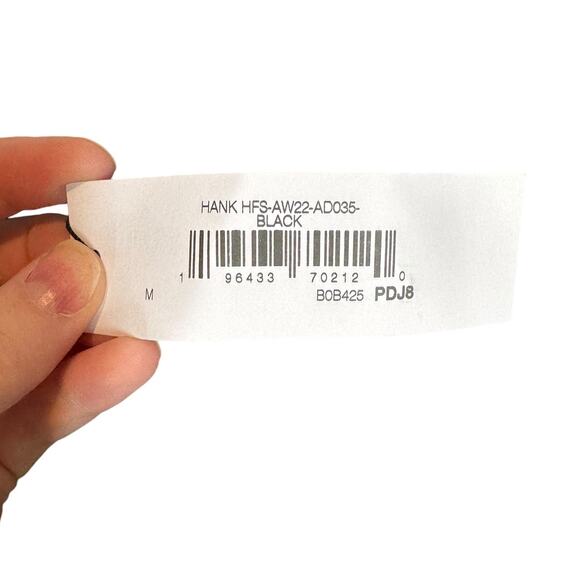 HANK HFS-AW22-AD035-
BLACK
1 96433 70212 0
M B0B425 PDJ8